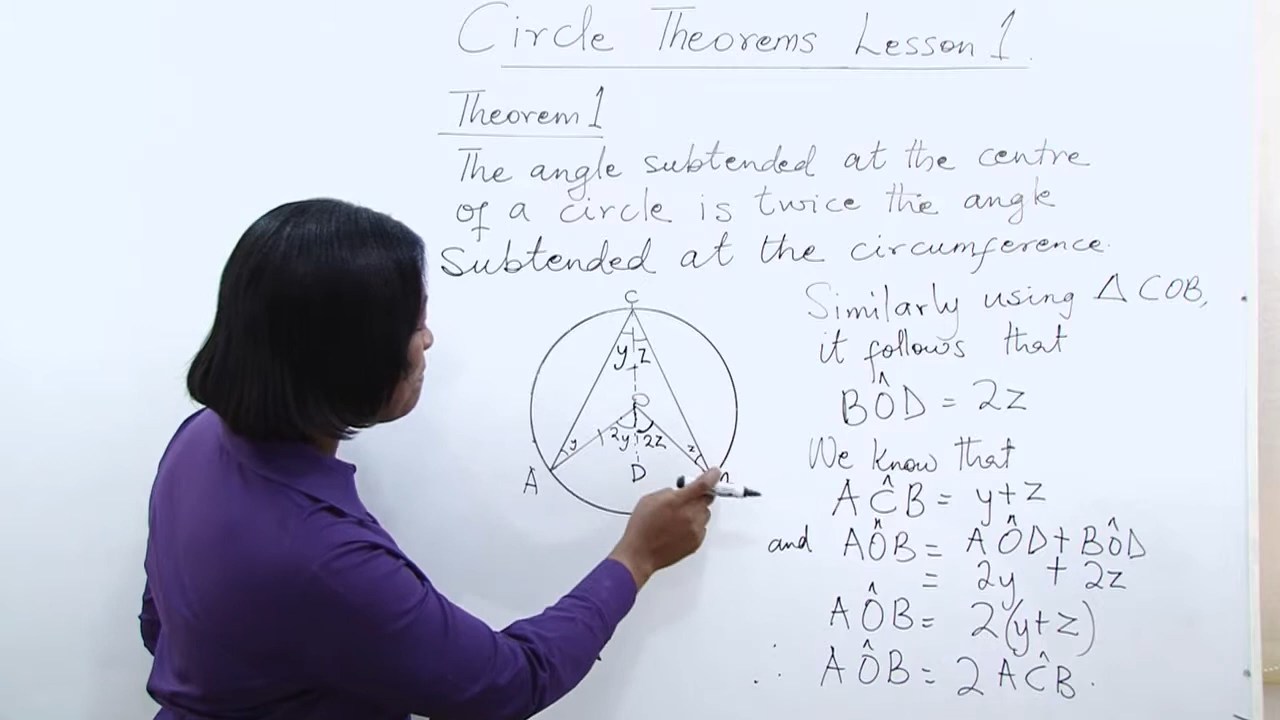 Circle Theorems Lesson 1.
Theorem 1
The angle subtended at the centre
of a circle is twice the angle
Subtended at the circumference.
C
y z
O
y 2y 2z z
A D
Similarly using △ COB,
it follows that
BÔD = 2z
We know that
AĈB = y+z
and AÔB = AÔD + BÔD
= 2y + 2z
AÔB = 2(y+z)
∴ AÔB = 2AĈB.